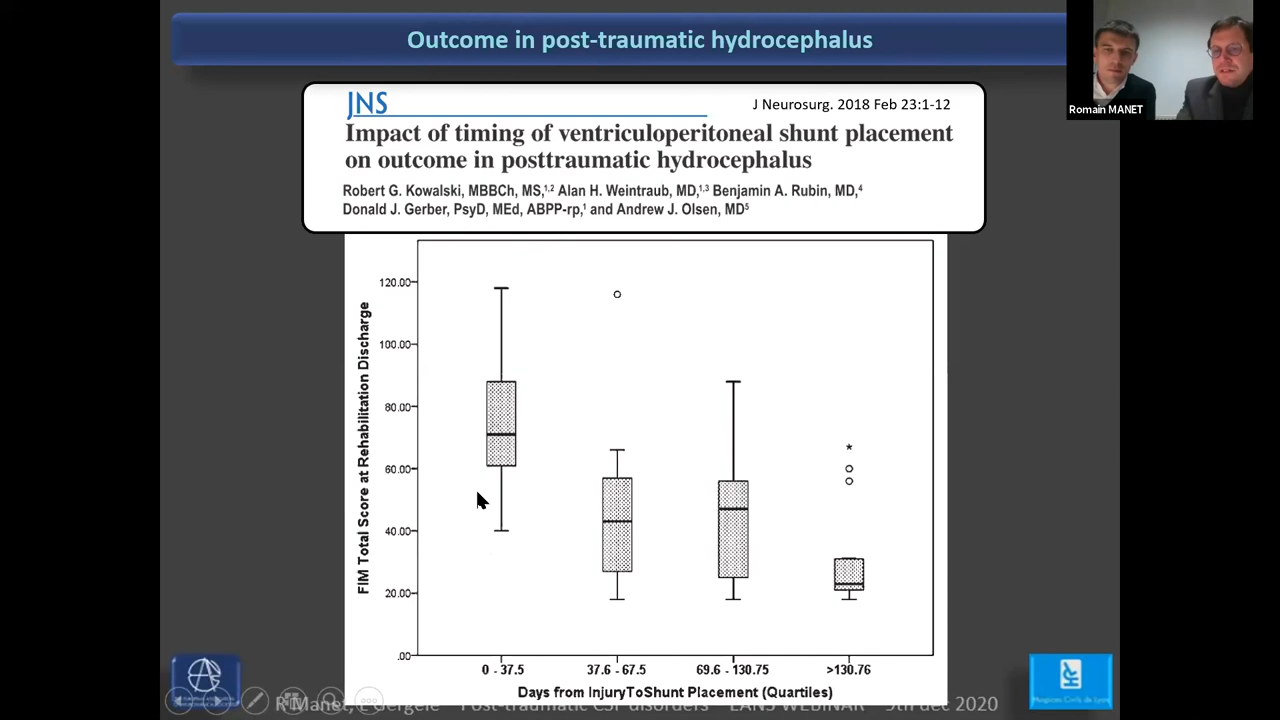 Outcome in post-traumatic hydrocephalus
Romain MANET
JNS
J Neurosurg. 2018 Feb 23:1-12
Impact of timing of ventriculoperitoneal shunt placement
on outcome in posttraumatic hydrocephalus
Robert G. Kowalski, MBBCh, MS,1,2 Alan H. Weintraub, MD,1,3 Benjamin A. Rubin, MD,4
Donald J. Gerber, PsyD, MEd, ABPP-rp,1 and Andrew J. Olsen, MD5
FIM Total Score at Rehabilitation Discharge
120.00
100.00
80.00
60.00
40.00
20.00
.00
0 - 37.5
37.6 - 67.5
69.6 - 130.75
>130.76
Days from InjuryToShunt Placement (Quartiles)
R Manet, Post-traumatic CSF disorders EANS WEBINAR 9th dec 2020